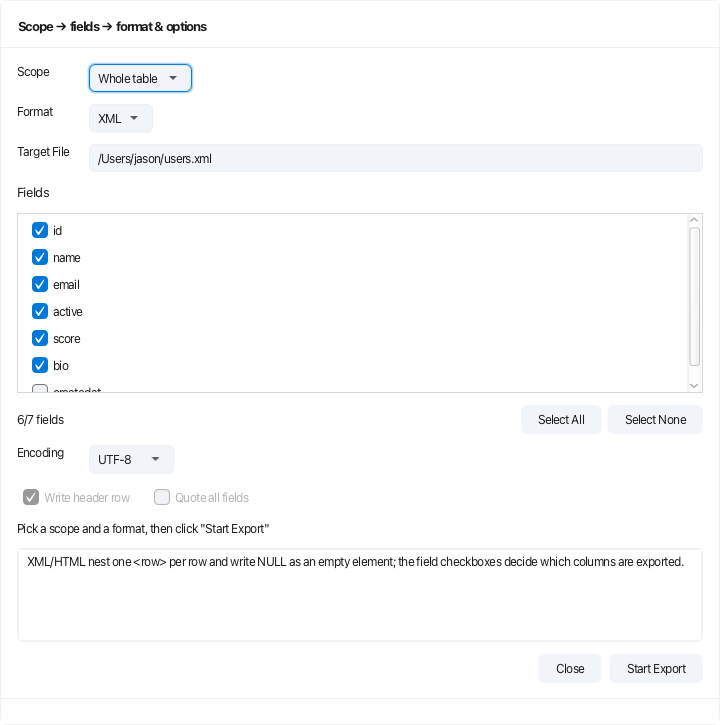 Scope → fields → format & options
Scope
Whole table
Format
XML
Target File
/Users/jason/users.xml
Fields
id
name
email
active
score
bio
6/7 fields
Select All
Select None
Encoding
UTF-8
Write header row
Quote all fields
Pick a scope and a format, then click "Start Export"
XML/HTML nest one <row> per row and write NULL as an empty element; the field checkboxes decide which columns are exported.
Close
Start Export